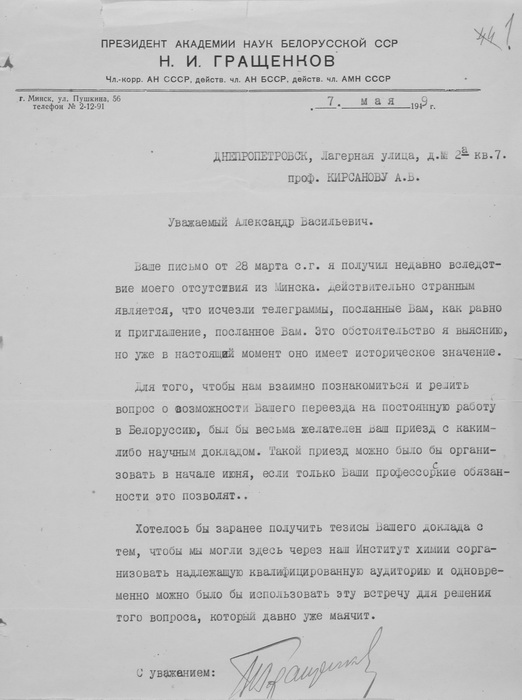 44 1
ПРЕЗИДЕНТ АКАДЕМИИ НАУК БЕЛОРУССКОЙ ССР
Н. И. ГРАЩЕНКОВ
Чл.-корр. АН СССР, действ. чл. АН БССР, действ. чл. АМН СССР
г. Минск, ул. Пушкина, 56
телефон № 2-12-91
„ 7. мая 1949 г.
ДНЕПРОПЕТРОВСК, Лагерная улица, д.№ 2а кв.7.
проф. КИРСАНОВУ А.В.
Уважаемый Александр Васильевич.
Ваше письмо от 28 марта с.г. я получил недавно вследст-
вие моего отсутсивия из Минска. Действительно странным
является, что исчезли телеграммы, посланные Вам, как равно
и приглашение, посланное Вам. Это обстоятельство я выясню,
но уже в настоящий момент оно имеет историческое значение.
Для того, чтобы нам взаимно познакомиться и решить
вопрос о возможности Вашего переезда на постоянную работу
в Белоруссию, был бы весьма желателен Ваш приезд с каким-
либо научным докладом. Такой приезд можно было бы органи-
зовать в начале июня, если только Ваши профессорские обязан-
ности это позволят..
Хотелось бы заранее получить тезисы Вашего доклада с
тем, чтобы мы могли здесь через наш Институт химии сорга-
низовать надлежащую квалифицированную аудиторию и одновре-
менно можно было бы использовать эту встречу для решения
того вопроса, который давно уже маячит.
С уважением: Гращенков